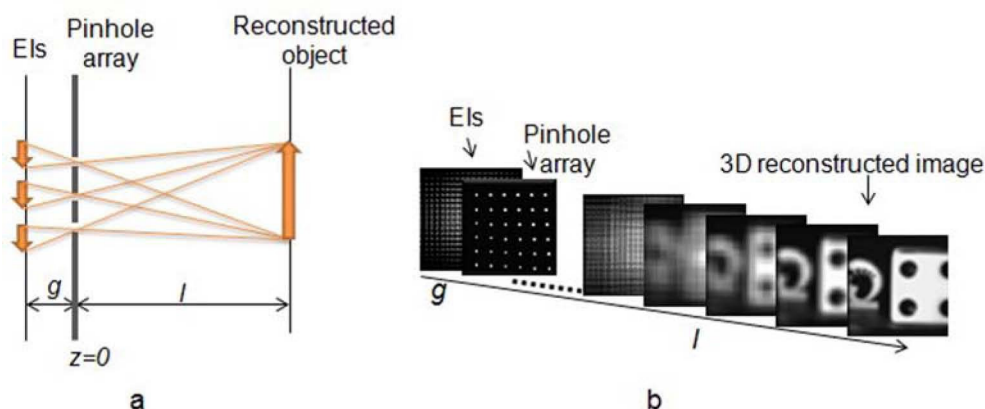 EIs
Pinhole
array
Reconstructed
object
g
l
z=0
a
EIs
Pinhole
array
3D reconstructed image
g
l
b